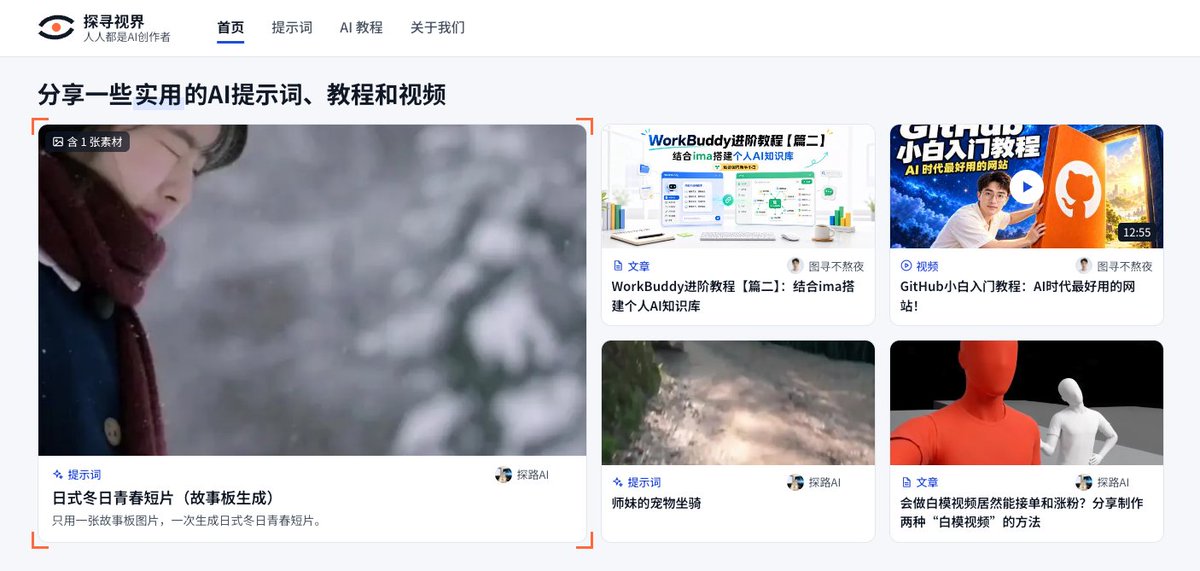 探寻视界
人人都是AI创作者
首页
提示词
AI 教程
关于我们
分享一些实用的AI提示词、教程和视频
含 1 张素材
提示词
探路AI
日式冬日青春短片（故事板生成）
只用一张故事板图片，一次生成日式冬日青春短片。
WorkBuddy进阶教程【篇二】
结合ima搭建个人AI知识库
文章
图寻不熬夜
WorkBuddy进阶教程【篇二】：结合ima搭
建个人AI知识库
GitHub
小白入门教程
AI 时代最好用的网站
12:55
视频
图寻不熬夜
GitHub小白入门教程：AI时代最好用的网
站！
提示词
探路AI
师妹的宠物坐骑
文章
探路AI
会做白模视频居然能接单和涨粉？分享制作
两种“白模视频”的方法